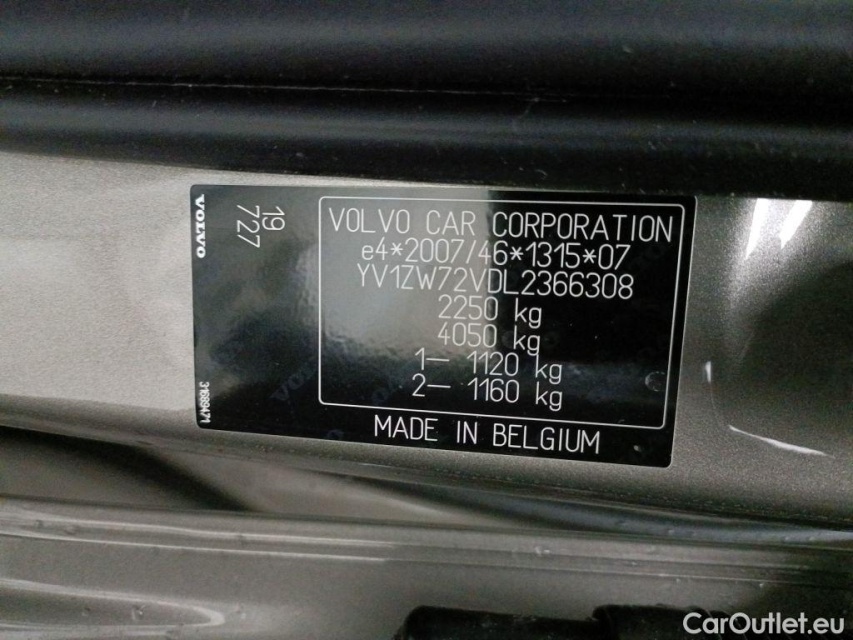 VOLVO
19
727
31689471
VOLVO CAR CORPORATION
e4*2007/46*1315*07
YV1ZW72VDL2366308
2250 kg
4050 kg
1— 1120 kg
2— 1160 kg
MADE IN BELGIUM
CarOutlet.eu